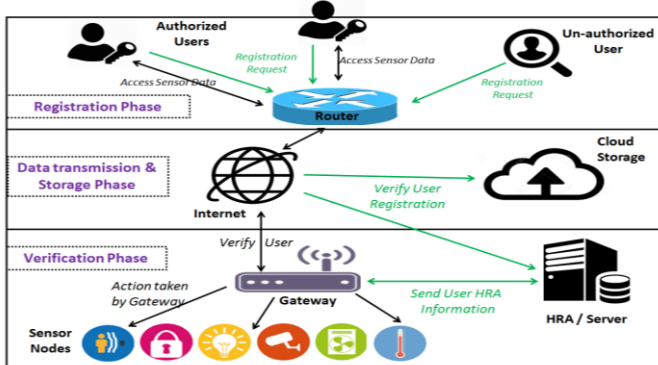 Authorized
Users
Un-authorized
User
Registration
Request
Access Sensor Data
Access Sensor Data
Registration
Request
Registration Phase
Router
Data transmission &
Storage Phase
Cloud
Storage
Verify User
Registration
Internet
Verify User
Verification Phase
Action taken
by Gateway
Gateway
Send User HRA
Information
HRA / Server
Sensor
Nodes